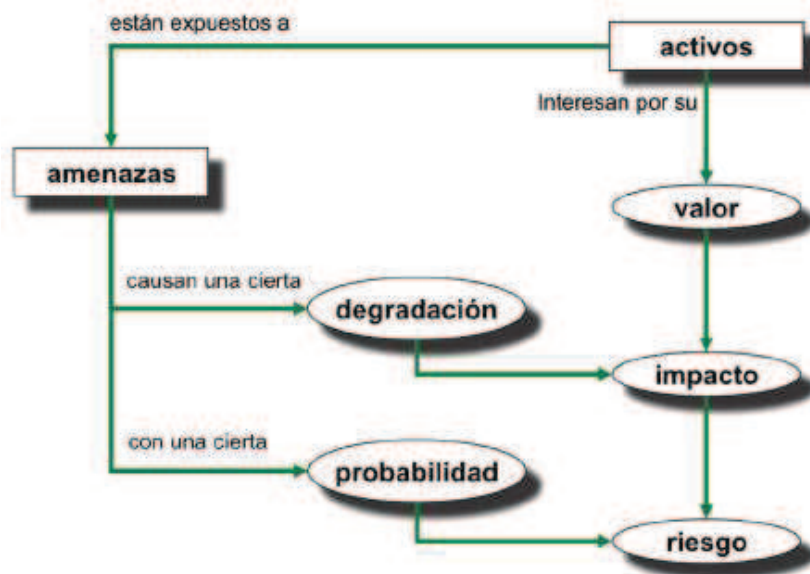 están expuestos a
activos
Interesan por su
amenazas
valor
causan una cierta
degradación
impacto
con una cierta
probabilidad
riesgo